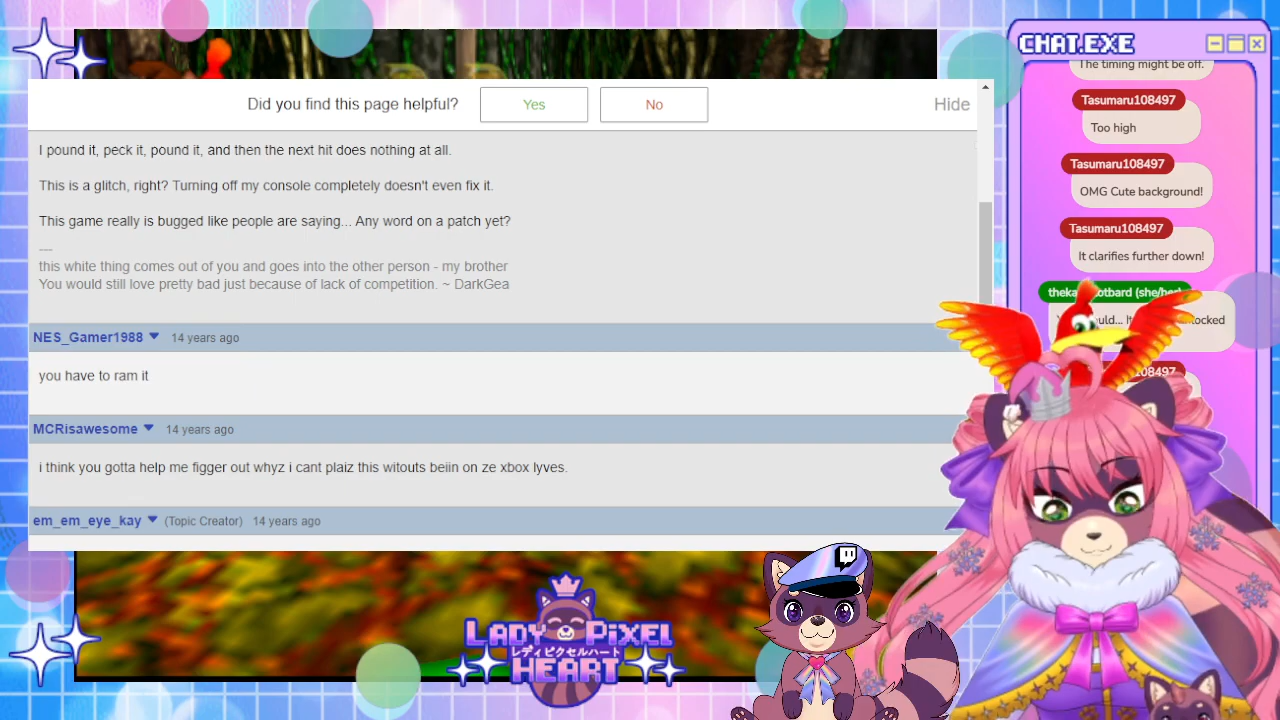 CHAT.EXE
The timing might be off.
Did you find this page helpful?
Yes
No
Hide
Tasumaru108497
Too high
I pound it, peck it, pound it, and then the next hit does nothing at all.
Tasumaru108497
This is a glitch, right? Turning off my console completely doesn't even fix it.
OMG Cute background!
This game really is bugged like people are saying... Any word on a patch yet?
Tasumaru108497
---
It clarifies further down!
this white thing comes out of you and goes into the other person - my brother
You would still love pretty bad just because of lack of competition. ~ DarkGea
(she/her)
NES_Gamer1988
14 years ago
you have to ram it
MCRisawesome
14 years ago
i think you gotta help me figger out whyz i cant plaiz this witouts beiin on ze xbox lyves.
em_em_eye_kay
(Topic Creator)
14 years ago
LADY PIXEL
レディピクセルハート
HEART